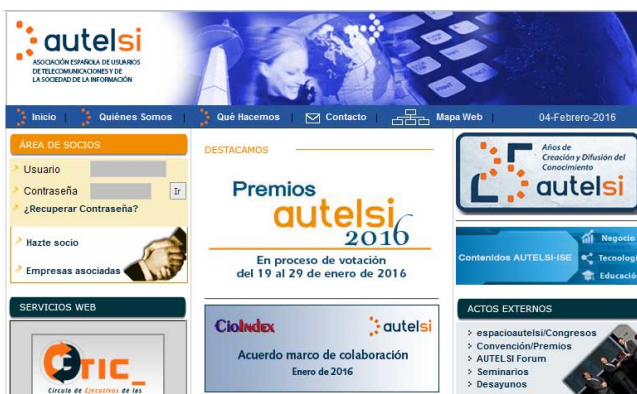 autelsi
ASOCIACIÓN ESPAÑOLA DE USUARIOS
DE TELECOMUNICACIONES Y DE
LA SOCIEDAD DE LA INFORMACIÓN
Inicio | Quiénes Somos | Qué Hacemos | Contacto | Mapa Web | 04-Febrero-2016
ÁREA DE SOCIOS
Usuario
Contraseña Ir
¿Recuperar Contraseña?
Hazte socio
Empresas asociadas
SERVICIOS WEB
TIC
Círculo de Ejecutivos de las
DESTACAMOS
Premios
autelsi
2016
En proceso de votación
del 19 al 29 de enero de 2016
CioIndex autelsi
Acuerdo marco de colaboración
Enero de 2016
Años de
Creación y Difusión del
Conocimiento
autelsi
Contenidos AUTELSI-ISE
Negocio
Tecnologí
Educació
ACTOS EXTERNOS
espacioautelsi/Congresos
Convención/Premios
AUTELSI Forum
Seminarios
Desayunos